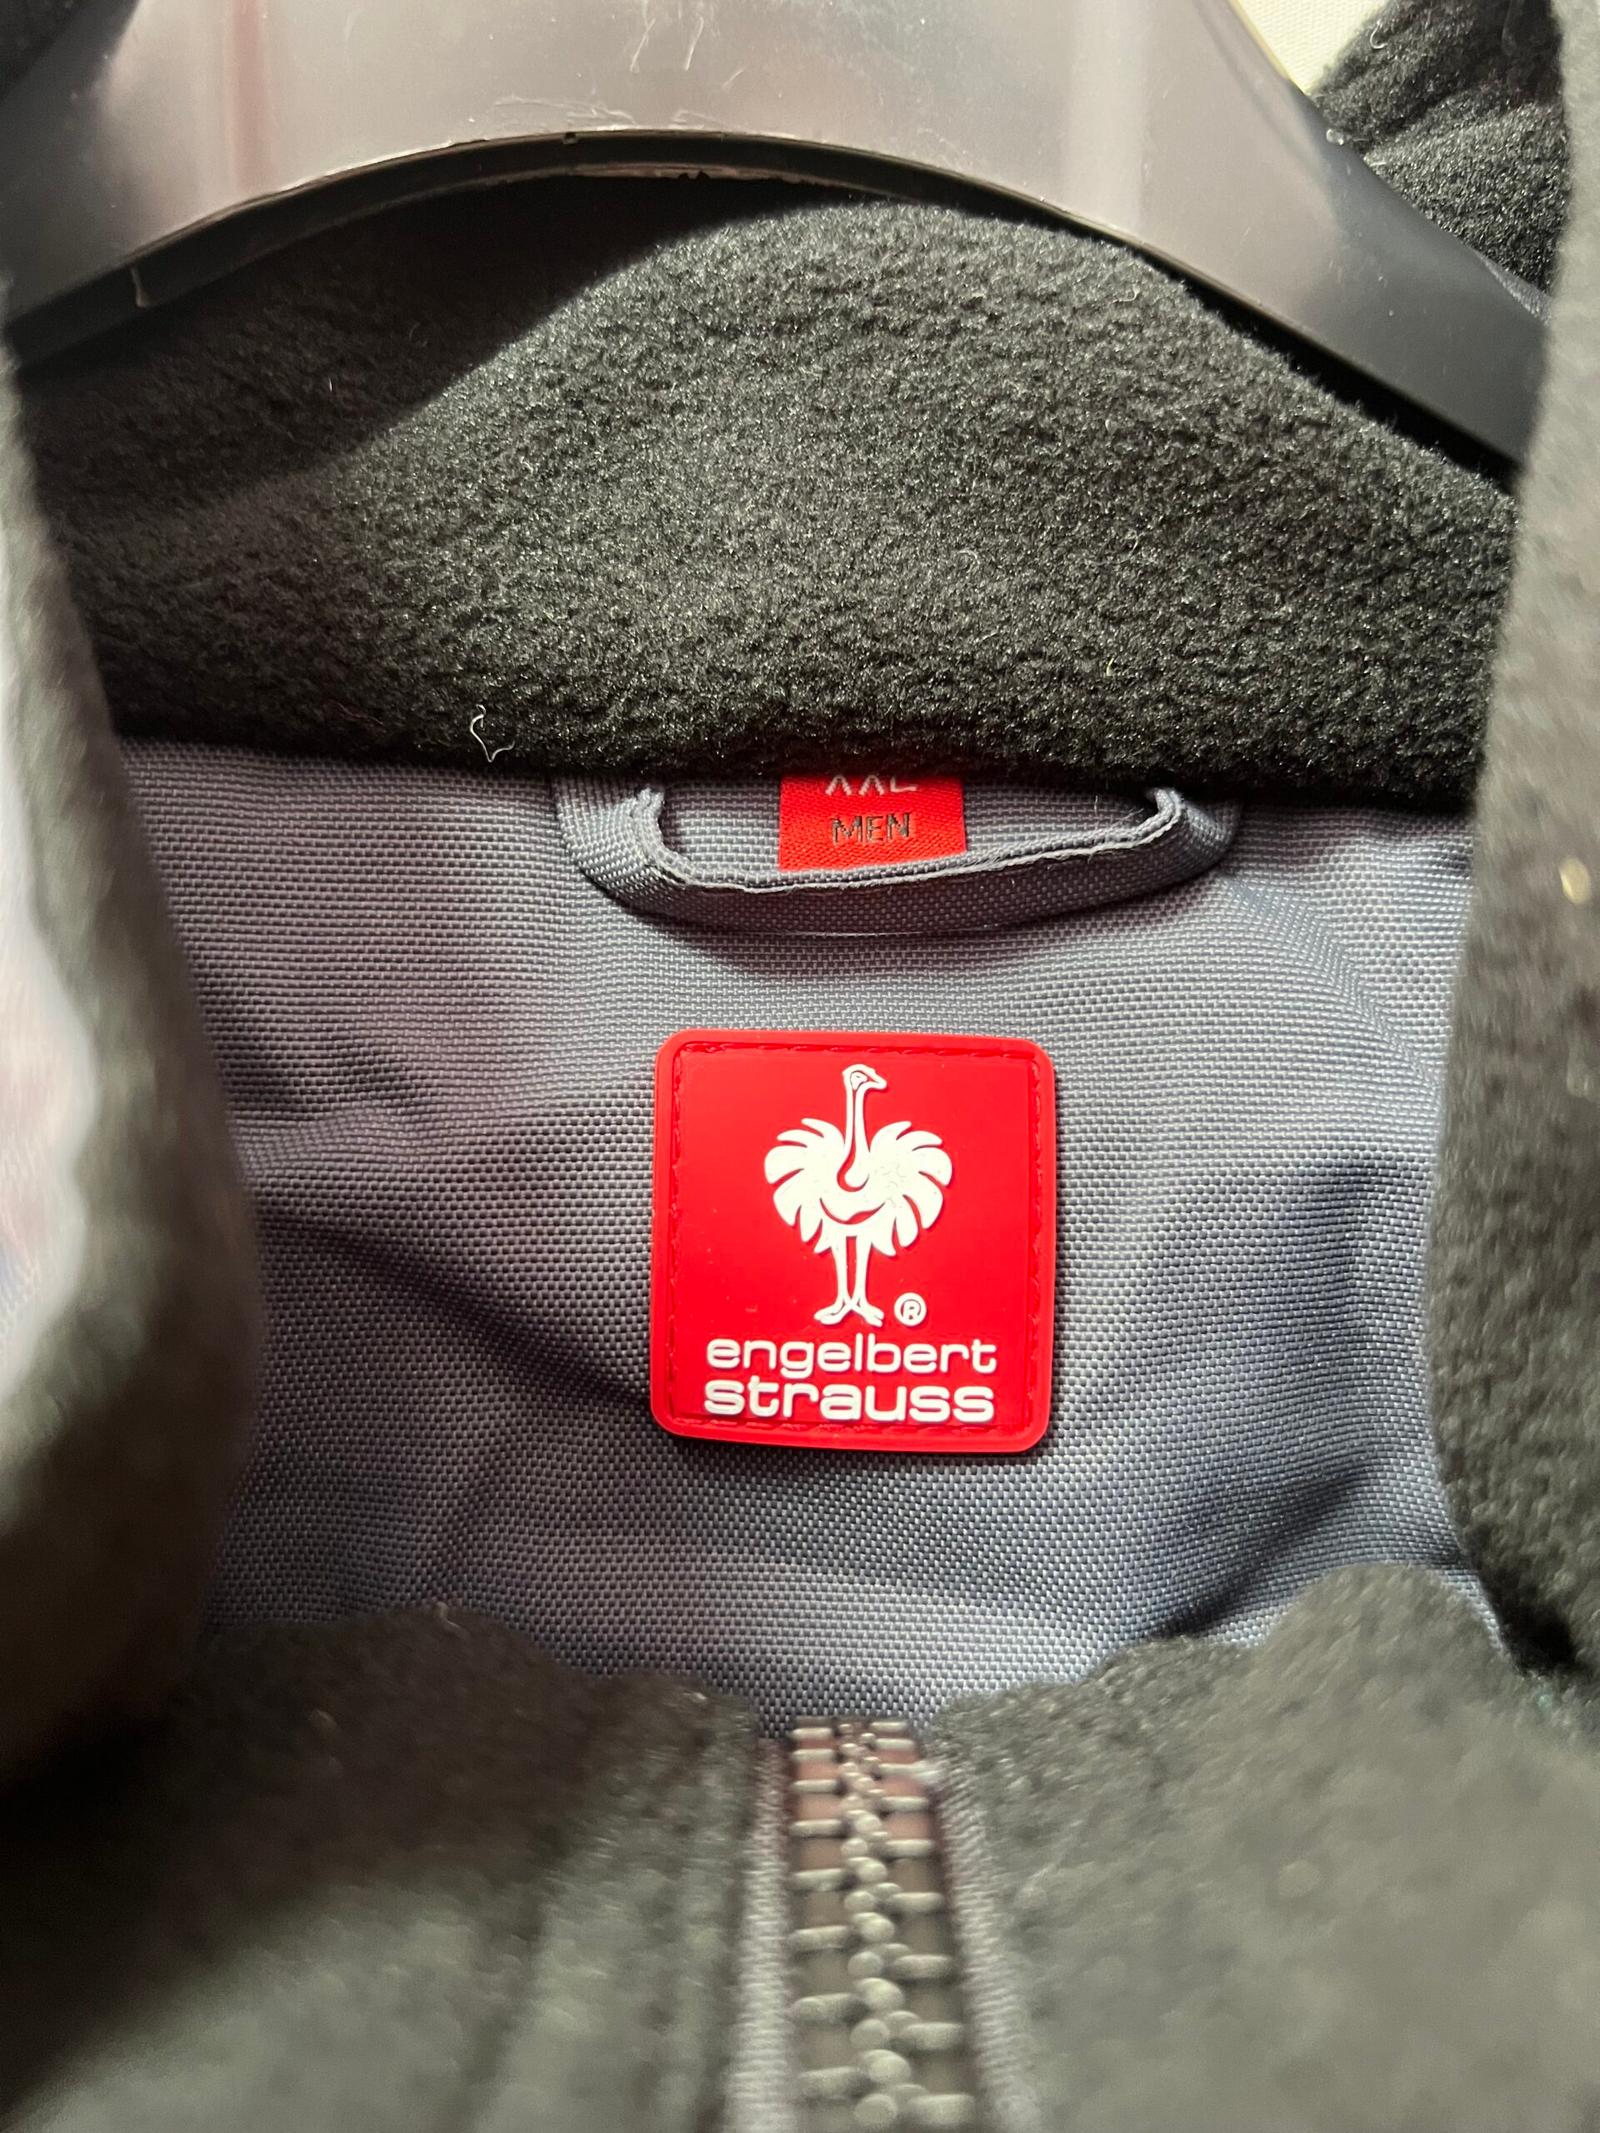 XXL
MEN
®
engelbert
strauss